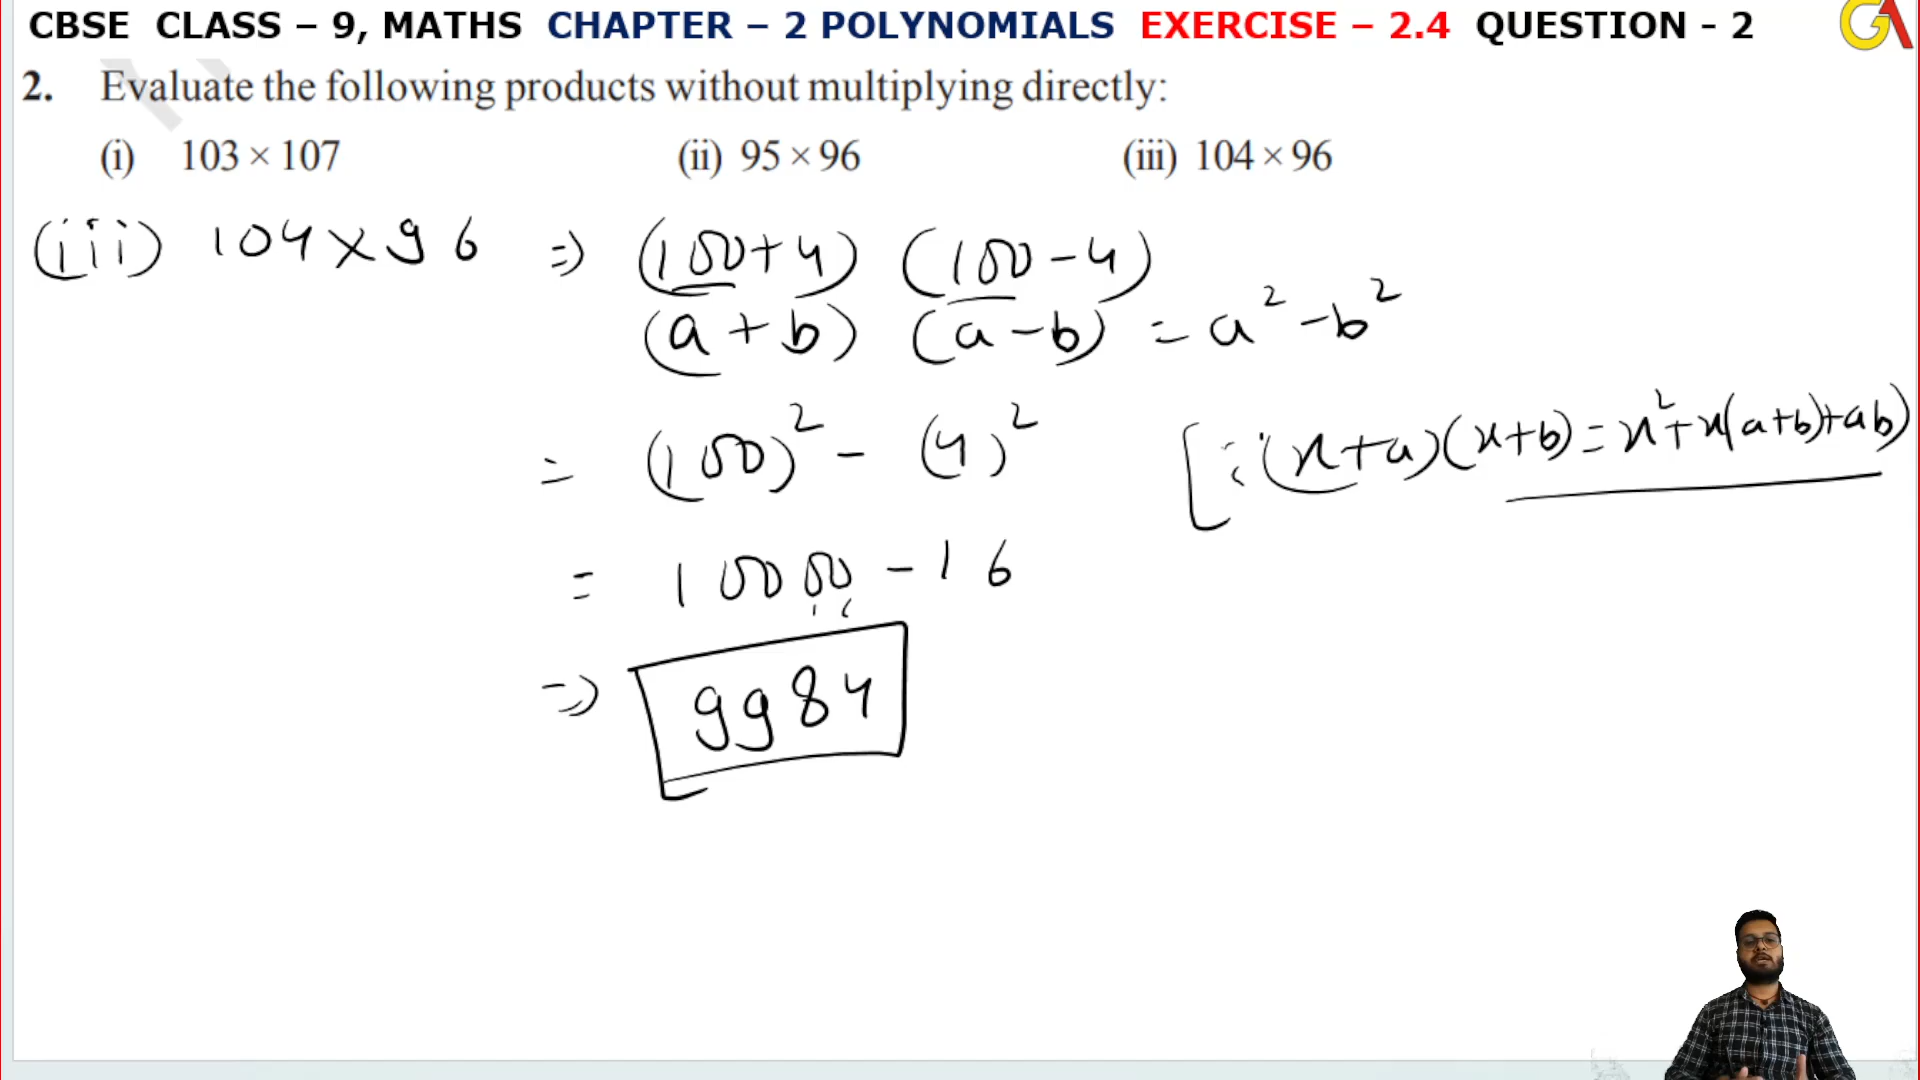 CBSE CLASS – 9, MATHS CHAPTER – 2 POLYNOMIALS EXERCISE – 2.4 QUESTION - 2
GA
2. Evaluate the following products without multiplying directly:
(i) 103 × 107 (ii) 95 × 96 (iii) 104 × 96
(iii) 104 × 96 ⇒ (100+4) (100-4)
(a+b) (a-b) = a² - b²
= (100)² - (4)²
[∵ (x+a)(x+b) = x²+x(a+b)+ab)
= 10000 - 16
16
⇒ 9984